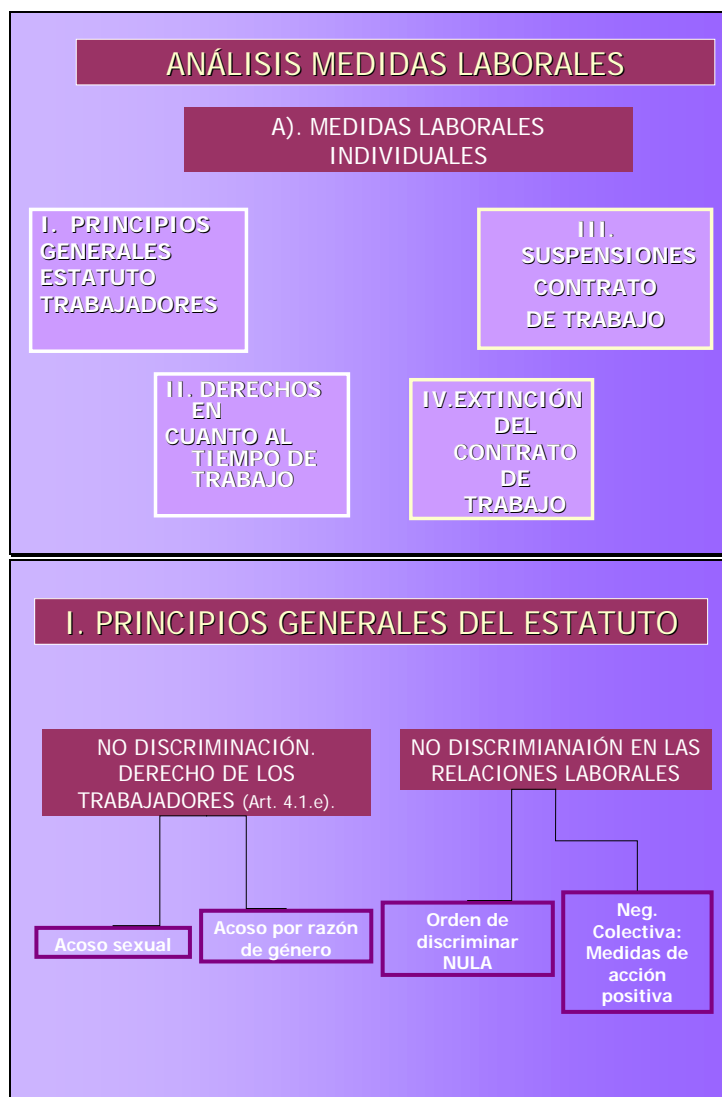 ANÁLISIS MEDIDAS LABORALES
A). MEDIDAS LABORALES
INDIVIDUALES
I. PRINCIPIOS
GENERALES
ESTATUTO
TRABAJADORES
III.
SUSPENSIONES
CONTRATO
DE TRABAJO
II. DERECHOS
EN
CUANTO AL
TIEMPO DE
TRABAJO
IV.EXTINCIÓN
DEL
CONTRATO
DE
TRABAJO
I. PRINCIPIOS GENERALES DEL ESTATUTO
NO DISCRIMINACIÓN.
DERECHO DE LOS
TRABAJADORES (Art. 4.1.e).
NO DISCRIMIANAIÓN EN LAS
RELACIONES LABORALES
Acoso sexual
Acoso por razón
de género
Orden de
discriminar
NULA
Neg.
Colectiva:
Medidas de
acción
positiva